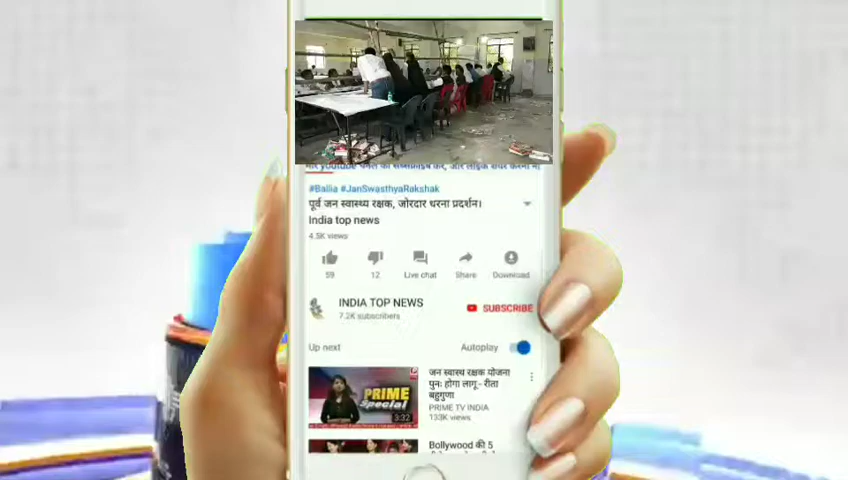 #Ballia #JanSwasthyaRakshak
पूर्व जन स्वास्थ्य रक्षक, जोरदार धरना प्रदर्शन।
India top news
4.5K views
59 12 Live chat Share Download
INDIA TOP NEWS
7.2K subscribers
SUBSCRIBE
Up next Autoplay
जन स्वास्थ रक्षक योजना
पुनः होगा लागू - रीता
बहुगुणा
PRIME TV INDIA
133K views
PRIME
Special
3:32
Bollywood की 5